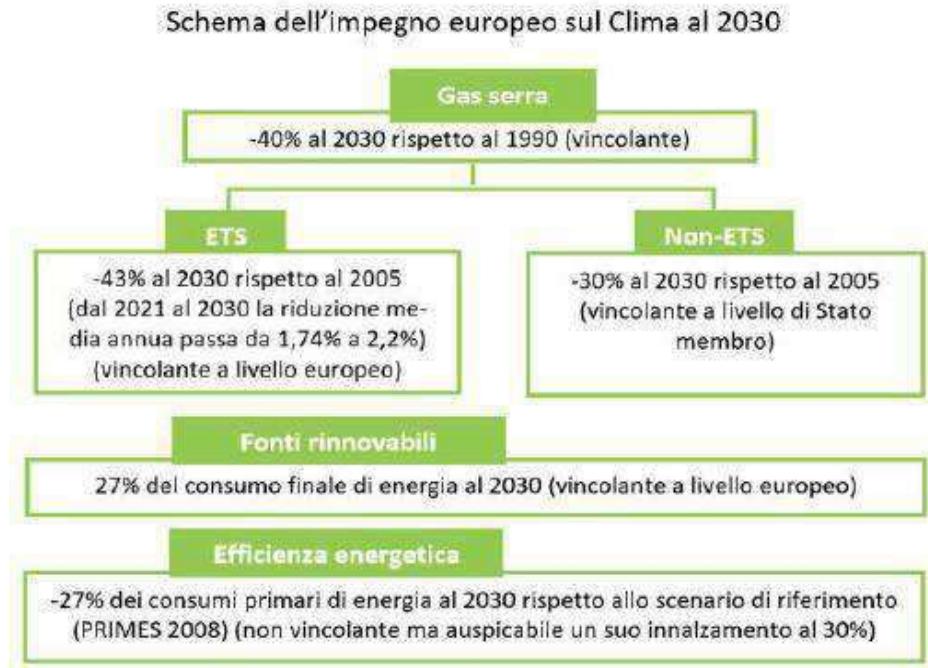 Schema dell'impegno europeo sul Clima al 2030
Gas serra
-40% al 2030 rispetto al 1990 (vincolante)
ETS
-43% al 2030 rispetto al 2005
(dal 2021 al 2030 la riduzione me-
dia annua passa da 1,74% a 2,2%)
(vincolante a livello europeo)
Non-ETS
-30% al 2030 rispetto al 2005
(vincolante a livello di Stato
membro)
Fonti rinnovabili
27% del consumo finale di energia al 2030 (vincolante a livello europeo)
Efficienza energetica
-27% dei consumi primari di energia al 2030 rispetto allo scenario di riferimento
(PRIMES 2008) (non vincolante ma auspicabile un suo innalzamento al 30%)